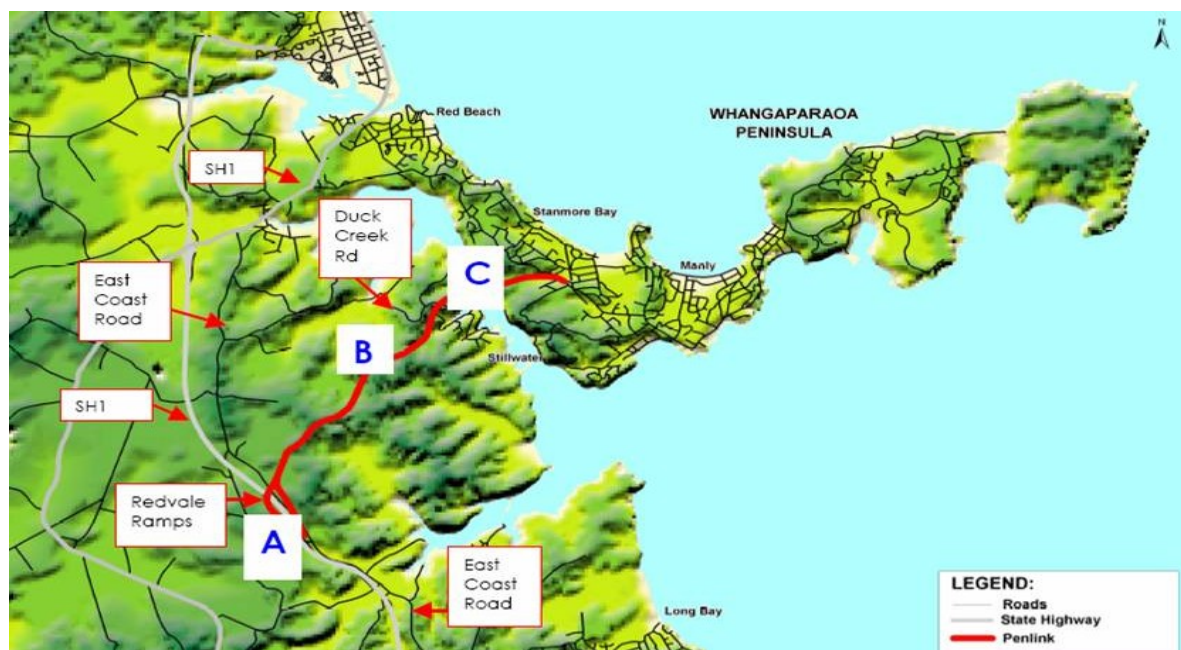 N
Red Beach
WHANGAPARAOA
PENINSULA
SH1
Duck
Creek
Rd
Stanmore Bay
C
Manly
East
Coast
Road
B
Stillwater
SH1
Redvale
Ramps
A
East
Coast
Road
Long Bay
LEGEND:
Roads
State Highway
Penlink